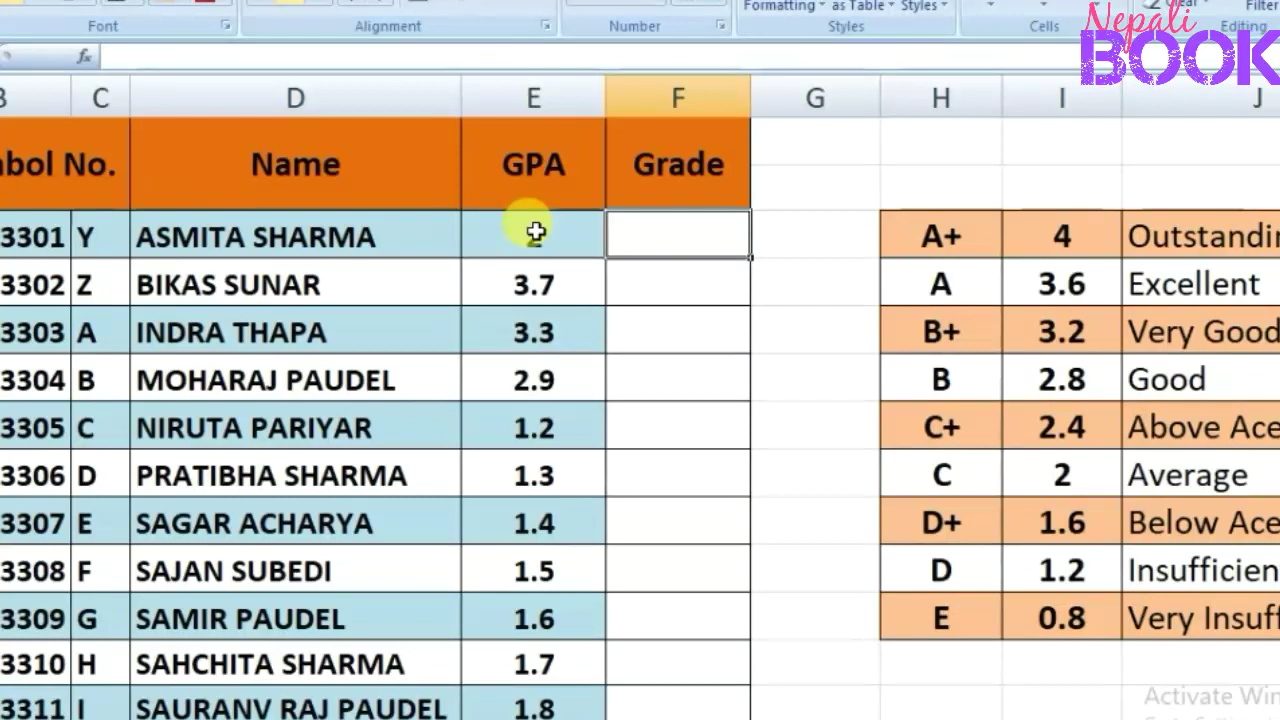 Formatting as Table Styles
Clear
Filter
Font
Alignment
Number
Styles
Cells
Editing
Nepali
BOOK
fx
B C D E F G H I J
bol No. Name GPA Grade
3301 Y ASMITA SHARMA 2 A+ 4 Outstandin
3302 Z BIKAS SUNAR 3.7 A 3.6 Excellent
3303 A INDRA THAPA 3.3 B+ 3.2 Very Good
3304 B MOHARAJ PAUDEL 2.9 B 2.8 Good
3305 C NIRUTA PARIYAR 1.2 C+ 2.4 Above Ace
3306 D PRATIBHA SHARMA 1.3 C 2 Average
3307 E SAGAR ACHARYA 1.4 D+ 1.6 Below Ace
3308 F SAJAN SUBEDI 1.5 D 1.2 Insufficien
3309 G SAMIR PAUDEL 1.6 E 0.8 Very Insuff
3310 H SAHCHITA SHARMA 1.7
3311 I SAURANV RAJ PAUDEL 1.8
Activate Win